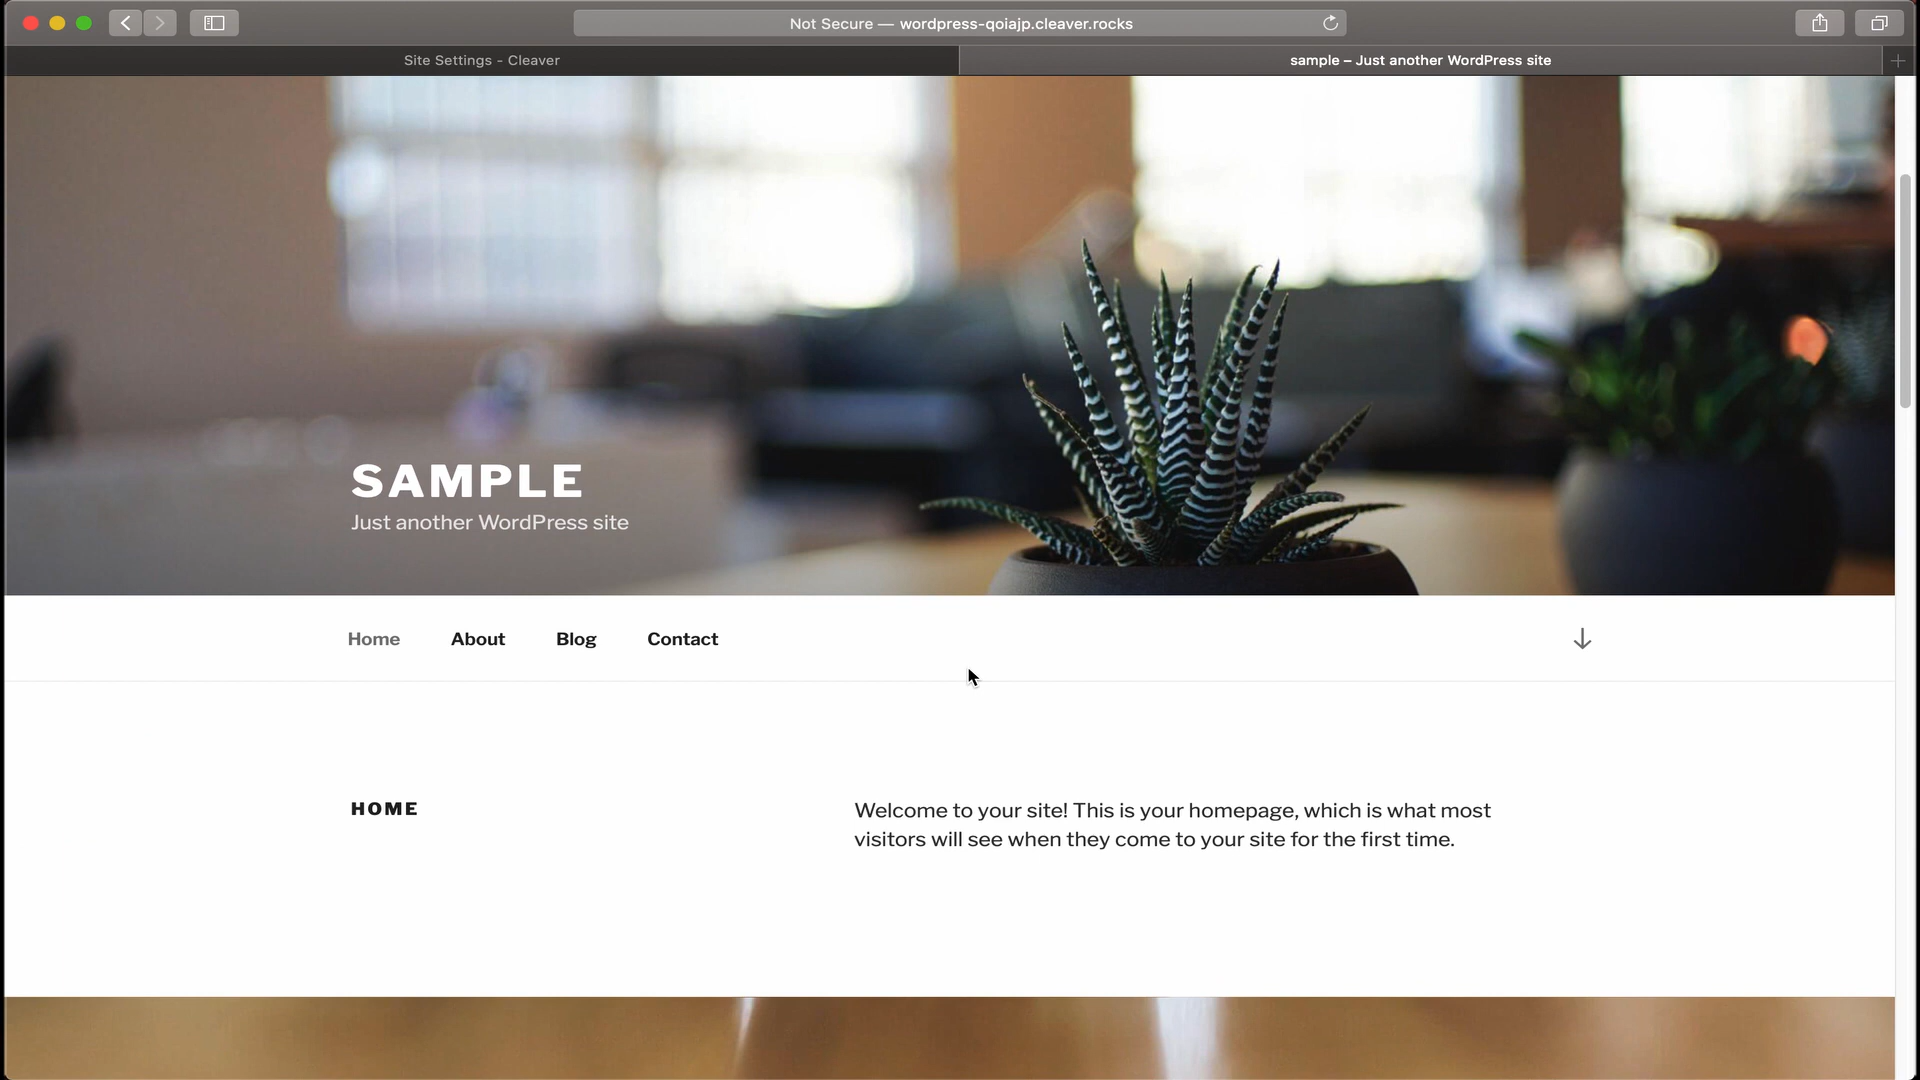 Not Secure — wordpress-qoiajp.cleaver.rocks
Site Settings - Cleaver
sample – Just another WordPress site
SAMPLE
Just another WordPress site
Home
About
Blog
Contact
HOME
Welcome to your site! This is your homepage, which is what most
visitors will see when they come to your site for the first time.